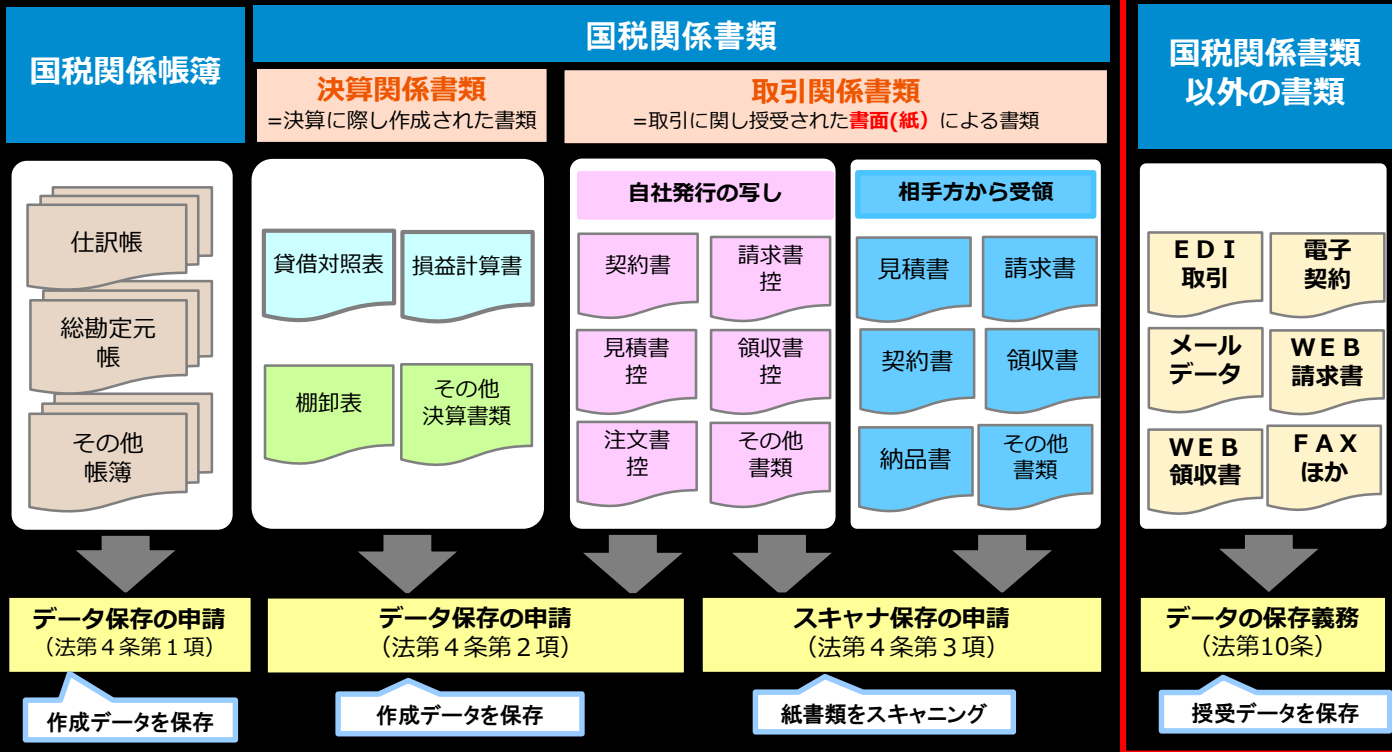 国税関係帳簿
国税関係書類
決算関係書類
=決算に際し作成された書類
取引関係書類
=取引に関し授受された書面(紙）による書類
国税関係書類
以外の書類
仕訳帳
総勘定元
帳
その他
帳簿
貸借対照表
損益計算書
棚卸表
その他
決算書類
自社発行の写し
契約書
請求書
控
見積書
控
領収書
控
注文書
控
その他
書類
相手方から受領
見積書
請求書
契約書
領収書
納品書
その他
書類
ＥＤＩ
取引
電子
契約
メール
データ
ＷＥＢ
請求書
ＷＥＢ
領収書
ＦＡＸ
ほか
データ保存の申請
（法第４条第１項）
データ保存の申請
（法第４条第２項）
スキャナ保存の申請
（法第４条第３項）
データの保存義務
（法第10条）
作成データを保存
作成データを保存
紙書類をスキャニング
授受データを保存